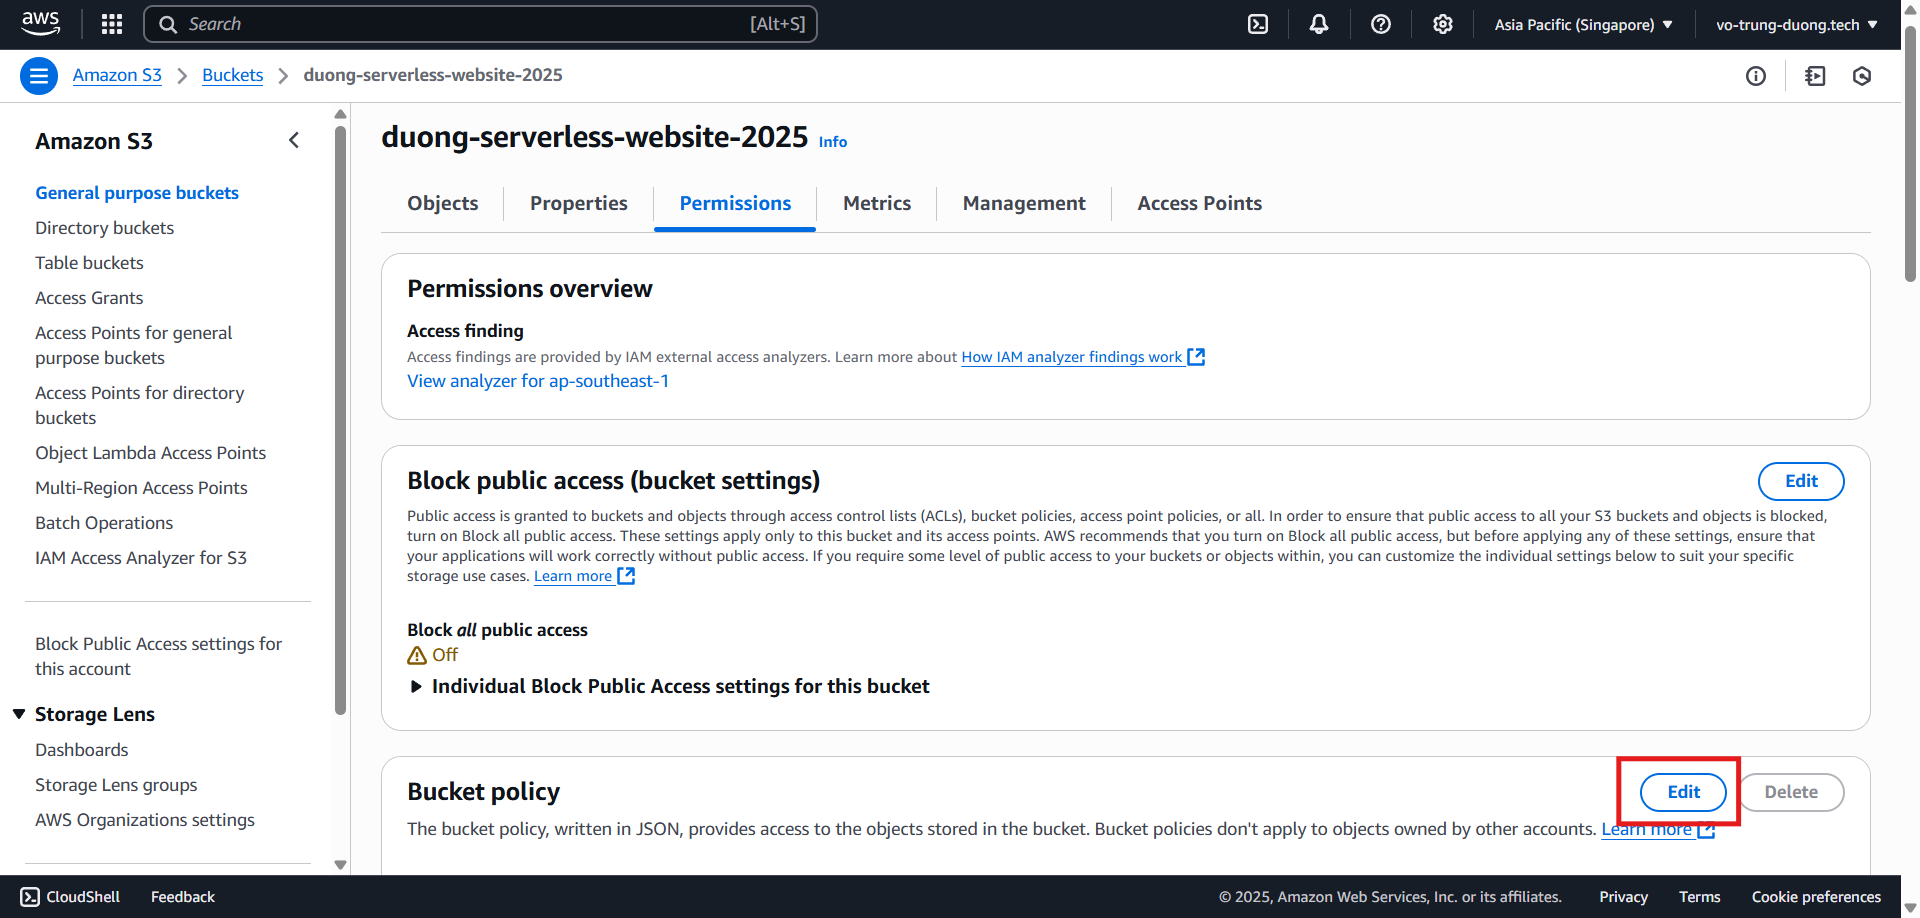 aws
Search
[Alt+S]
Asia Pacific (Singapore)
vo-trung-duong.tech
Amazon S3
Buckets
duong-serverless-website-2025
Amazon S3
General purpose buckets
Directory buckets
Table buckets
Access Grants
Access Points for general
purpose buckets
Access Points for directory
buckets
Object Lambda Access Points
Multi-Region Access Points
Batch Operations
IAM Access Analyzer for S3
Block Public Access settings for
this account
Storage Lens
Dashboards
Storage Lens groups
AWS Organizations settings
duong-serverless-website-2025 Info
Objects
Properties
Permissions
Metrics
Management
Access Points
Permissions overview
Access finding
Access findings are provided by IAM external access analyzers. Learn more about How IAM analyzer findings work
View analyzer for ap-southeast-1
Block public access (bucket settings)
Edit
Public access is granted to buckets and objects through access control lists (ACLs), bucket policies, access point policies, or all. In order to ensure that public access to all your S3 buckets and objects is blocked,
turn on Block all public access. These settings apply only to this bucket and its access points. AWS recommends that you turn on Block all public access, but before applying any of these settings, ensure that
your applications will work correctly without public access. If you require some level of public access to your buckets or objects within, you can customize the individual settings below to suit your specific
storage use cases. Learn more
Block all public access
Off
Individual Block Public Access settings for this bucket
Bucket policy
Edit
Delete
The bucket policy, written in JSON, provides access to the objects stored in the bucket. Bucket policies don't apply to objects owned by other accounts. Learn more
CloudShell
Feedback
© 2025, Amazon Web Services, Inc. or its affiliates.
Privacy
Terms
Cookie preferences